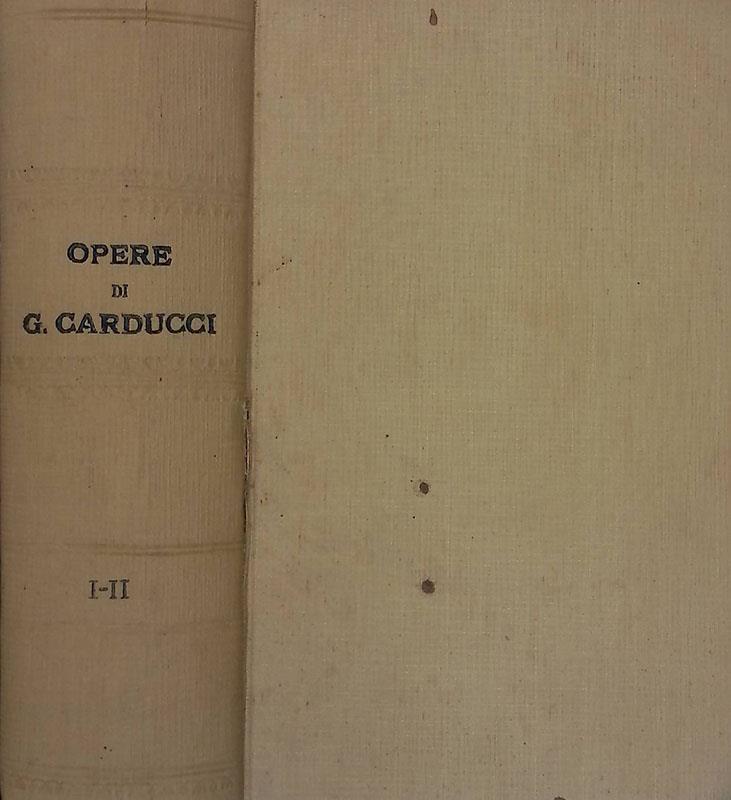 OPERE
DI
G. CARDUCCI
I-II